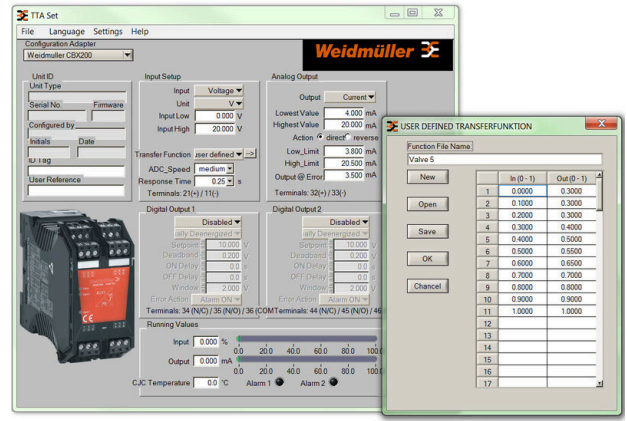 TTA Set
File Language Settings Help
Configuration Adapter
Weidmuller CBX200
Weidmüller
Unit ID
Unit Type
Serial No. Firmware
Configured by
Initials Date
ID Tag
User Reference
Input Setup
Input Voltage
Unit V
Input Low 0.000 V
Input High 20.000 V
Transfer Function user defined ->
ADC_Speed medium
Response Time 0.25 s
Terminals: 21(+) / 11(-)
Analog Output
Output Current
Lowest Value 4.000 mA
Highest Value 20.000 mA
Action direct reverse
Low_Limit 3.800 mA
High_Limit 20.500 mA
Output @ Error 3.500 mA
Terminals: 32(+) / 33(-)
Digital Output 1
Disabled
ally Deenergized
Setpoint 10.000 V
Deadband 0.200 V
ON Delay 0.0 s
OFF Delay 0.0 s
Window 2.000 V
Error Action Alarm ON
Terminals: 34 (N/C) / 35 (N/O) / 36 (COM
Digital Output 2
Disabled
ally Deenergized
Setpoint 10.000 V
Deadband 0.200 V
ON Delay 0.0 s
OFF Delay 0.0 s
Window 2.000 V
Error Action Alarm ON
Terminals: 44 (N/C) / 45 (N/O) / 46
Running Values
Input 0.000 %
0.0 20.0 40.0 60.0 80.0 100.0
Output 0.000 mA
0.0 20.0 40.0 60.0 80.0 100.0
CJC Temperature 0.0 °C Alarm 1 Alarm 2
USER DEFINED TRANSFERFUNKTION
X
Function File Name
Valve 5
New
Open
Save
OK
Chancel
In (0 - 1) Out (0 - 1)
1 0.0000 0.3000
2 0.1000 0.3000
3 0.2000 0.3000
4 0.3000 0.4000
5 0.4000 0.5000
6 0.5000 0.5500
7 0.6000 0.6500
8 0.7000 0.7000
9 0.8000 0.8000
10 0.9000 0.9000
11 1.0000 1.0000
12
13
14
15
16
17
CE